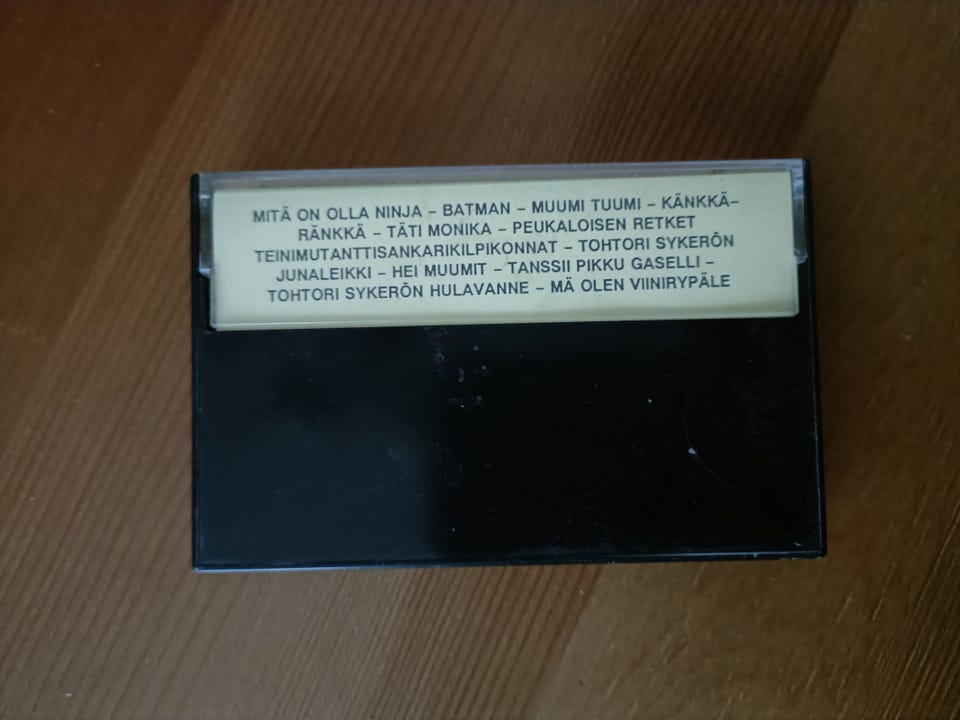 MITÄ ON OLLA NINJA – BATMAN – MUUMI TUUMI – KÄNKKÄ–
RÄNKKÄ – TÄTI MONIKA – PEUKALOISEN RETKET
TEINIMUTANTTISANKARIKILPIKONNAT – TOHTORI SYKERÖN
JUNALEIKKI – HEI MUUMIT – TANSSII PIKKU GASELLI –
TOHTORI SYKERÖN HULAVANNE – MÄ OLEN VIINIRYPÄLE